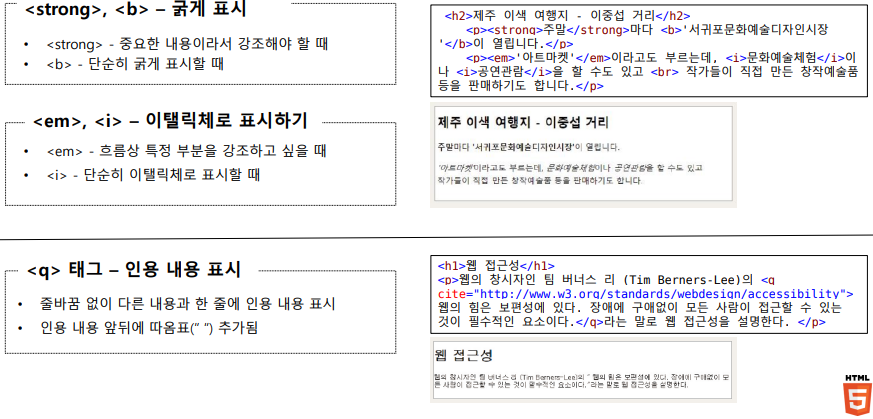 <strong>, <b> – 굵게 표시
• <strong> - 중요한 내용이라서 강조해야 할 때
• <b> - 단순히 굵게 표시할 때
<h2>제주 이색 여행지 - 이중섭 거리</h2>
<p><strong>주말</strong>마다 <b>'서귀포문화예술디자인시장
'</b>이 열립니다.</p>
<p><em>'아트마켓'</em>이라고도 부르는데, <i>문화예술체험</i>이
나 <i>공연관람</i>을 할 수도 있고 <br> 작가들이 직접 만든 창작예술품
등을 판매하기도 합니다.</p>
<em>, <i> – 이탤릭체로 표시하기
• <em> - 흐름상 특정 부분을 강조하고 싶을 때
• <i> - 단순히 이탤릭체로 표시할 때
제주 이색 여행지 - 이중섭 거리
주말마다 '서귀포문화예술디자인시장'이 열립니다.
'아트마켓'이라고도 부르는데, 문화예술체험이나 공연관람을 할 수도 있고
작가들이 직접 만든 창작예술품 등을 판매하기도 합니다.
<q> 태그 – 인용 내용 표시
• 줄바꿈 없이 다른 내용과 한 줄에 인용 내용 표시
• 인용 내용 앞뒤에 따옴표(“ ”) 추가됨
<h1>웹 접근성</h1>
<p>웹의 창시자인 팀 버너스 리 (Tim Berners-Lee)의 <q
cite="http://www.w3.org/standards/webdesign/accessibility">
웹의 힘은 보편성에 있다. 장애에 구애없이 모든 사람이 접근할 수 있는
것이 필수적인 요소이다.</q>라는 말로 웹 접근성을 설명한다. </p>
웹 접근성
웹의 창시자인 팀 버너스 리 (Tim Berners-Lee)의 " 웹의 힘은 보편성에 있다. 장애에 구애없이 모
든 사람이 접근할 수 있는 것이 필수적인 요소이다."라는 말로 웹 접근성을 설명한다.
HTML
5